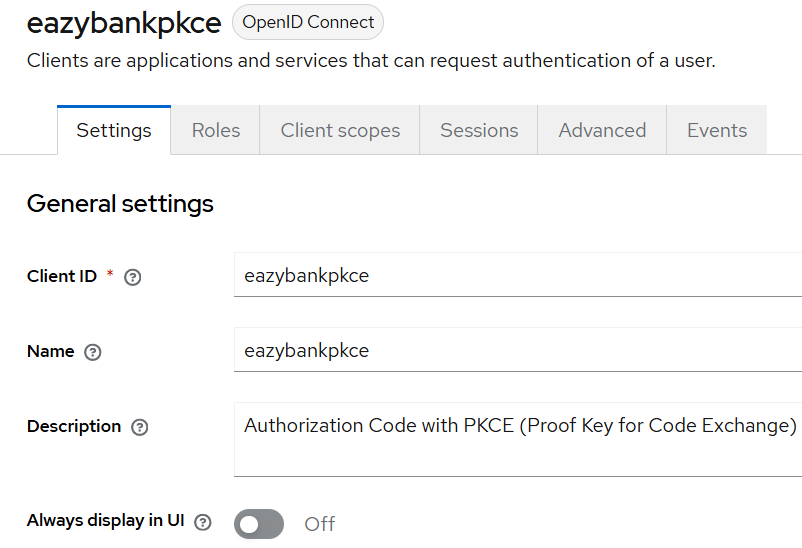 eazybankpkce OpenID Connect
Clients are applications and services that can request authentication of a user.
Settings Roles Client scopes Sessions Advanced Events
General settings
Client ID * ? eazybankpkce
Name ? eazybankpkce
Description ? Authorization Code with PKCE (Proof Key for Code Exchange)
Always display in UI ? Off